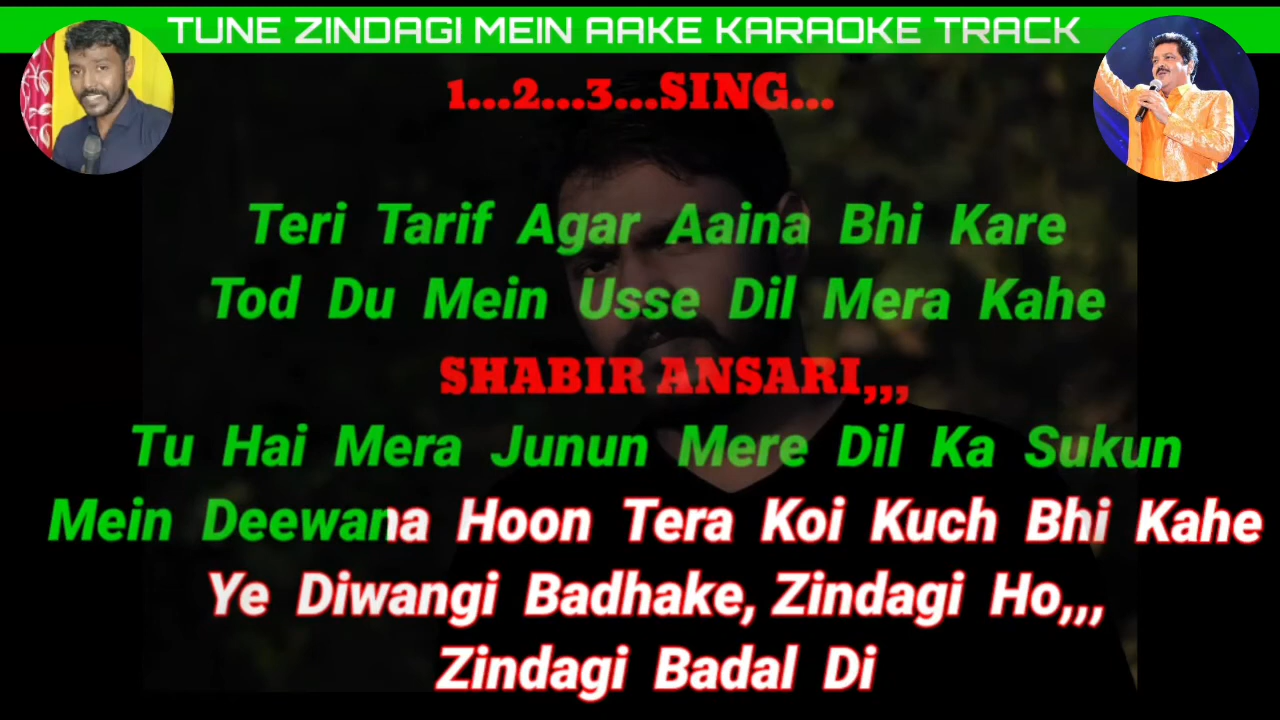 TUNE ZINDAGI MEIN AAKE KARAOKE TRACK
1...2...3...SING...
Teri Tarif Agar Aaina Bhi Kare
Tod Du Mein Usse Dil Mera Kahe
SHABIR ANSARI,,,
Tu Hai Mera Junun Mere Dil Ka Sukun
Mein Deewana Hoon Tera Koi Kuch Bhi Kahe
Ye Diwangi Badhake, Zindagi Ho,,,
Zindagi Badal Di